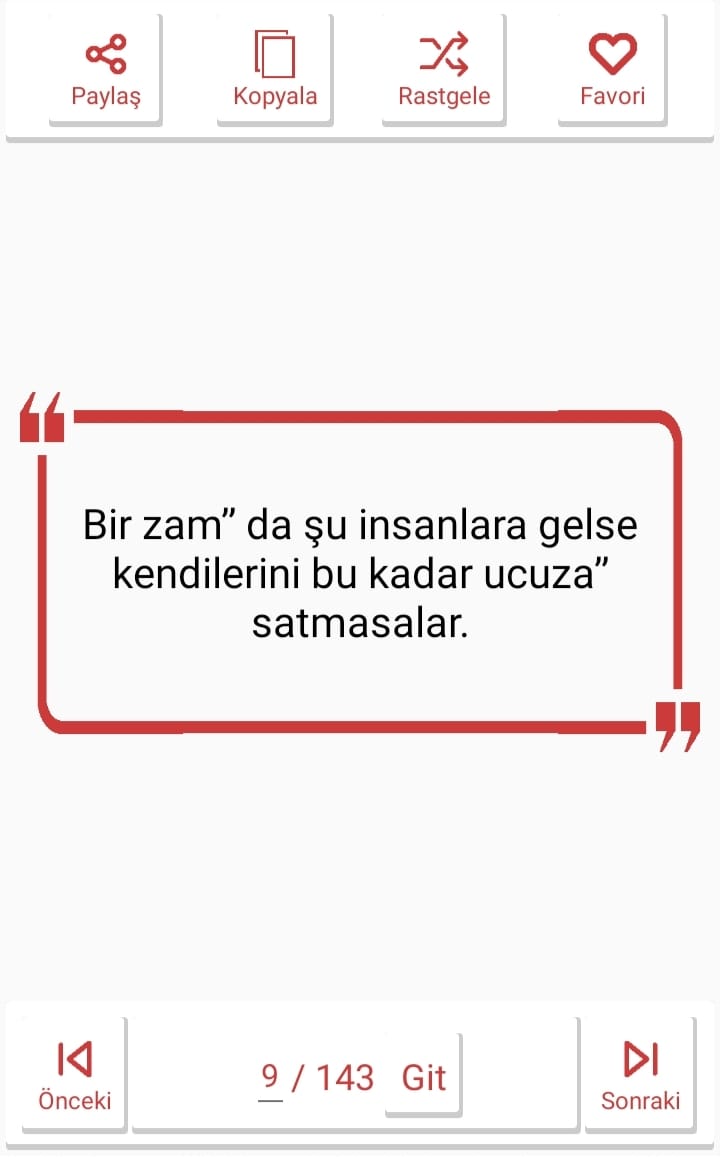 Paylaş Kopyala Rastgele Favori
Bir zam” da şu insanlara gelse
kendilerini bu kadar ucuza”
satmasalar.
9 / 143 Git
Önceki Sonraki